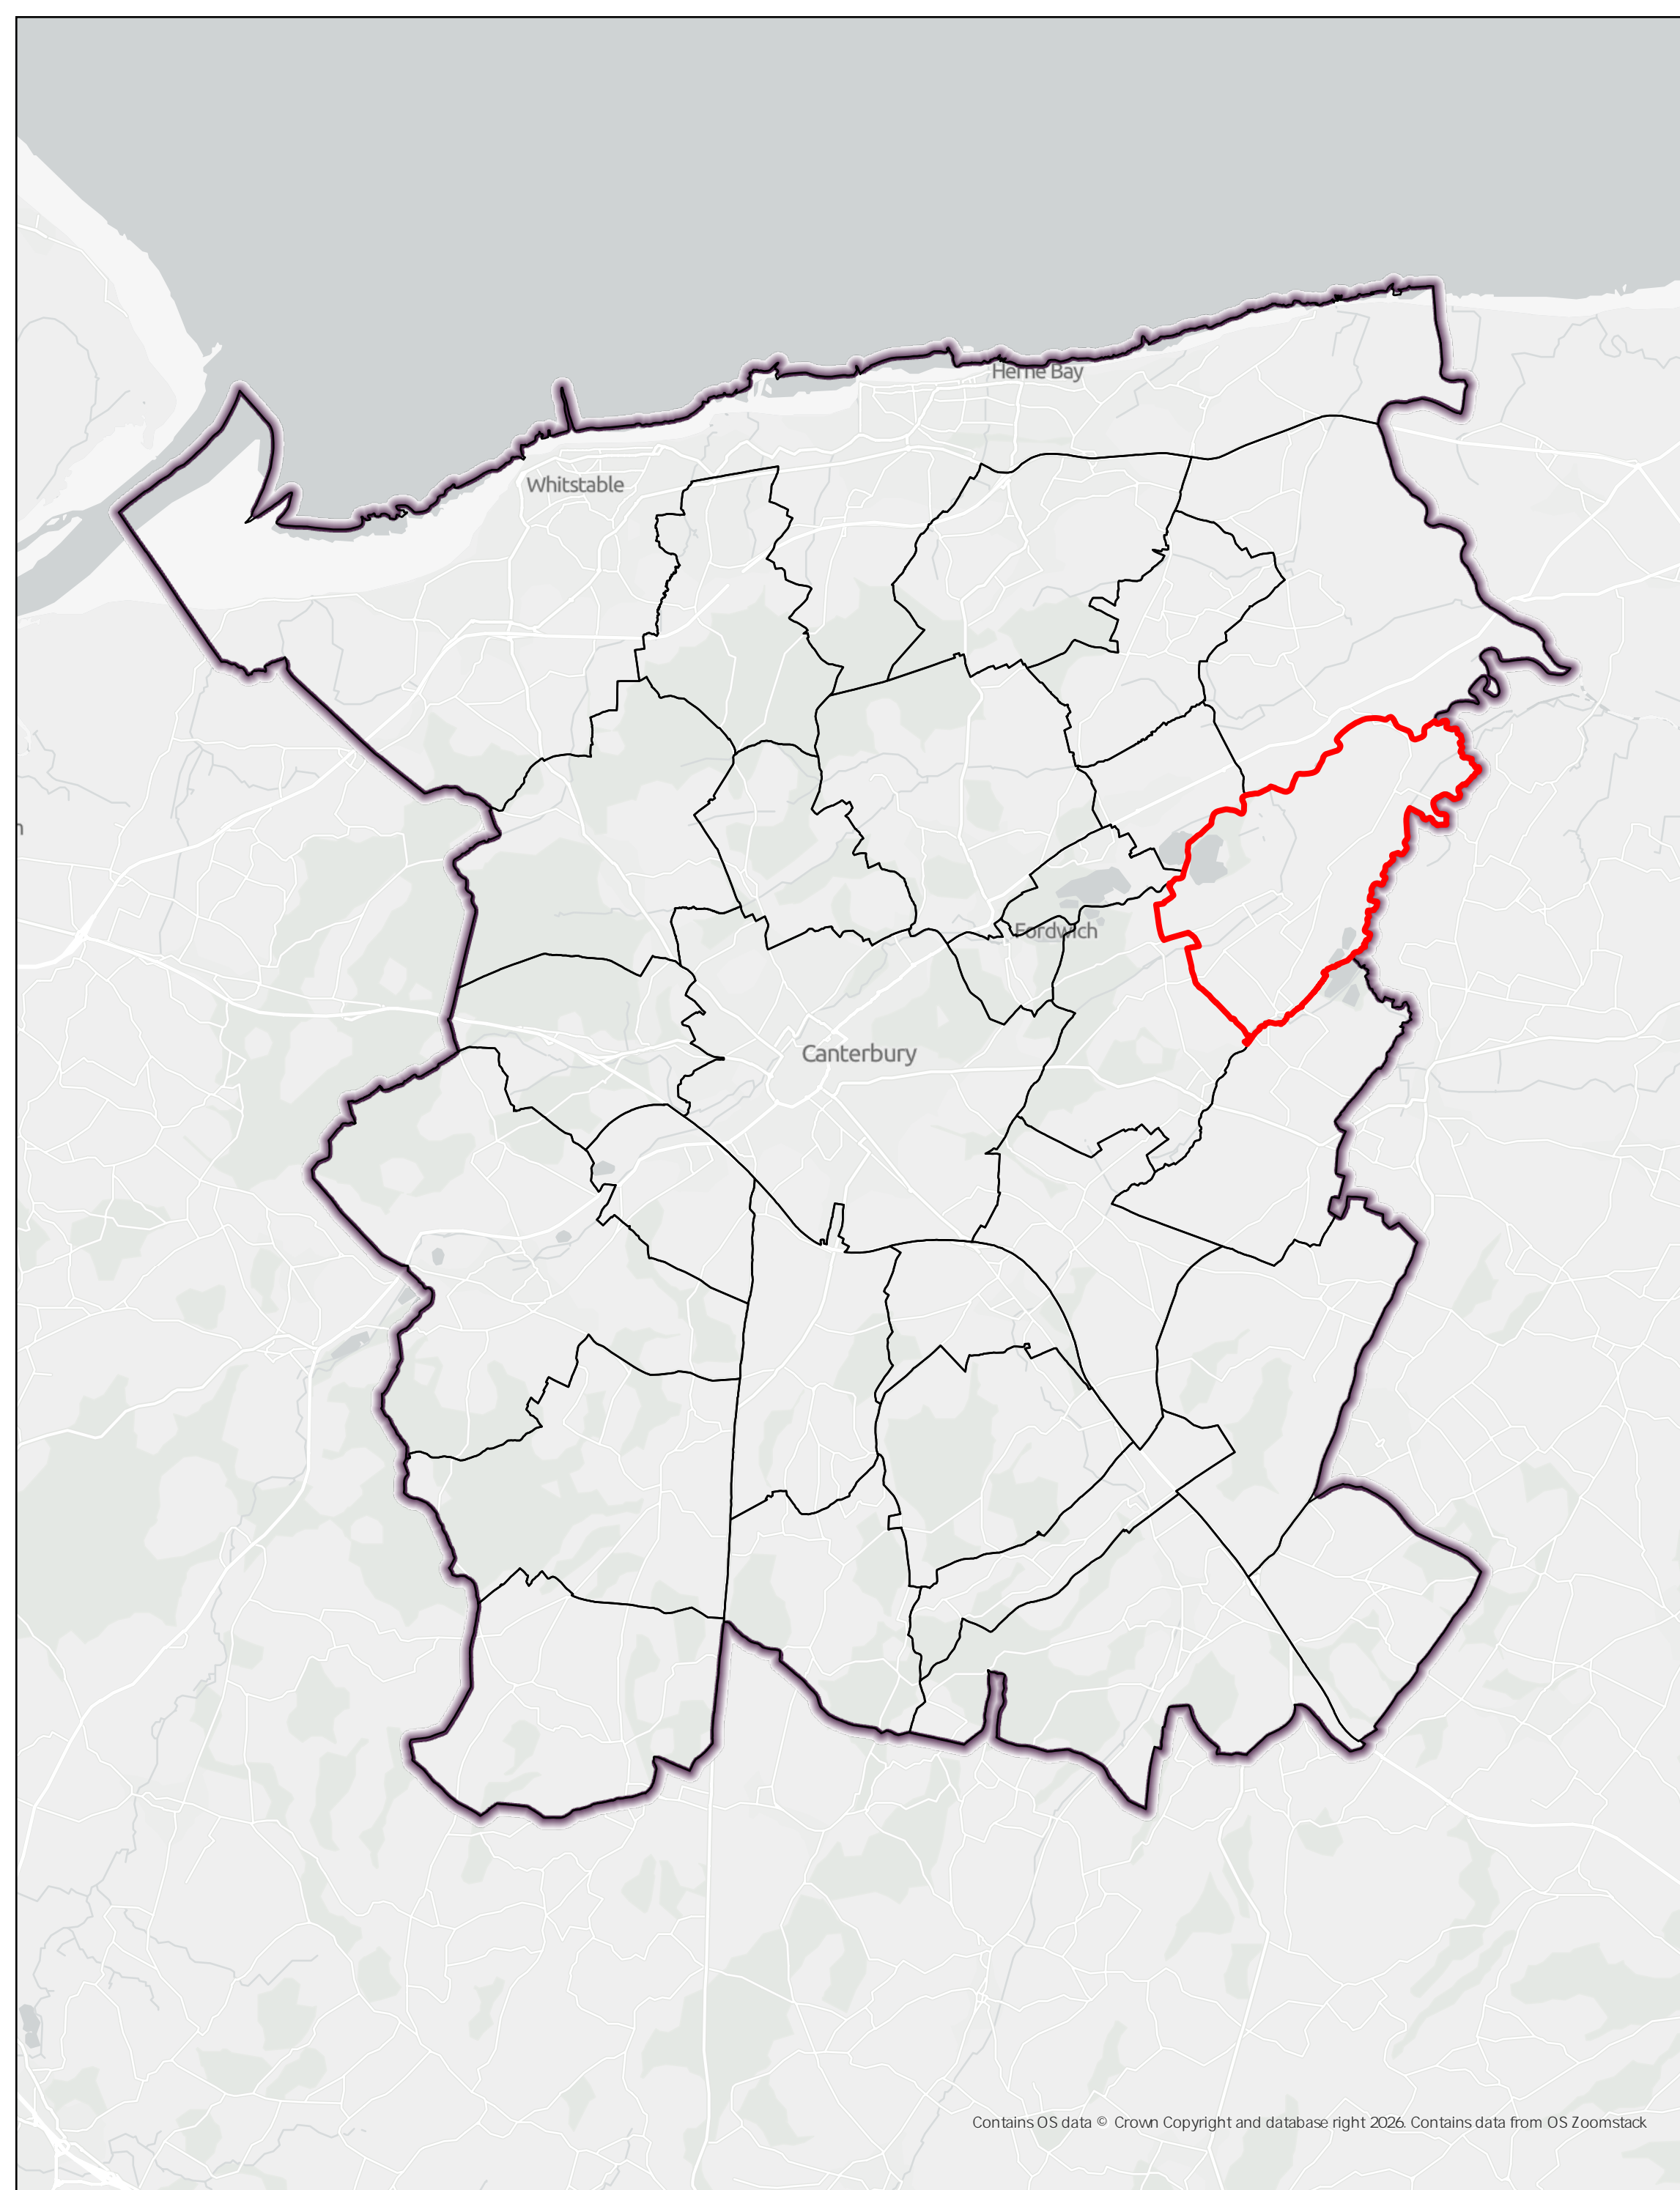 Herne Bay
Whitstable
Fordwich
Canterbury
Contains OS data © Crown Copyright and database right 2026. Contains data from OS Zoomstack